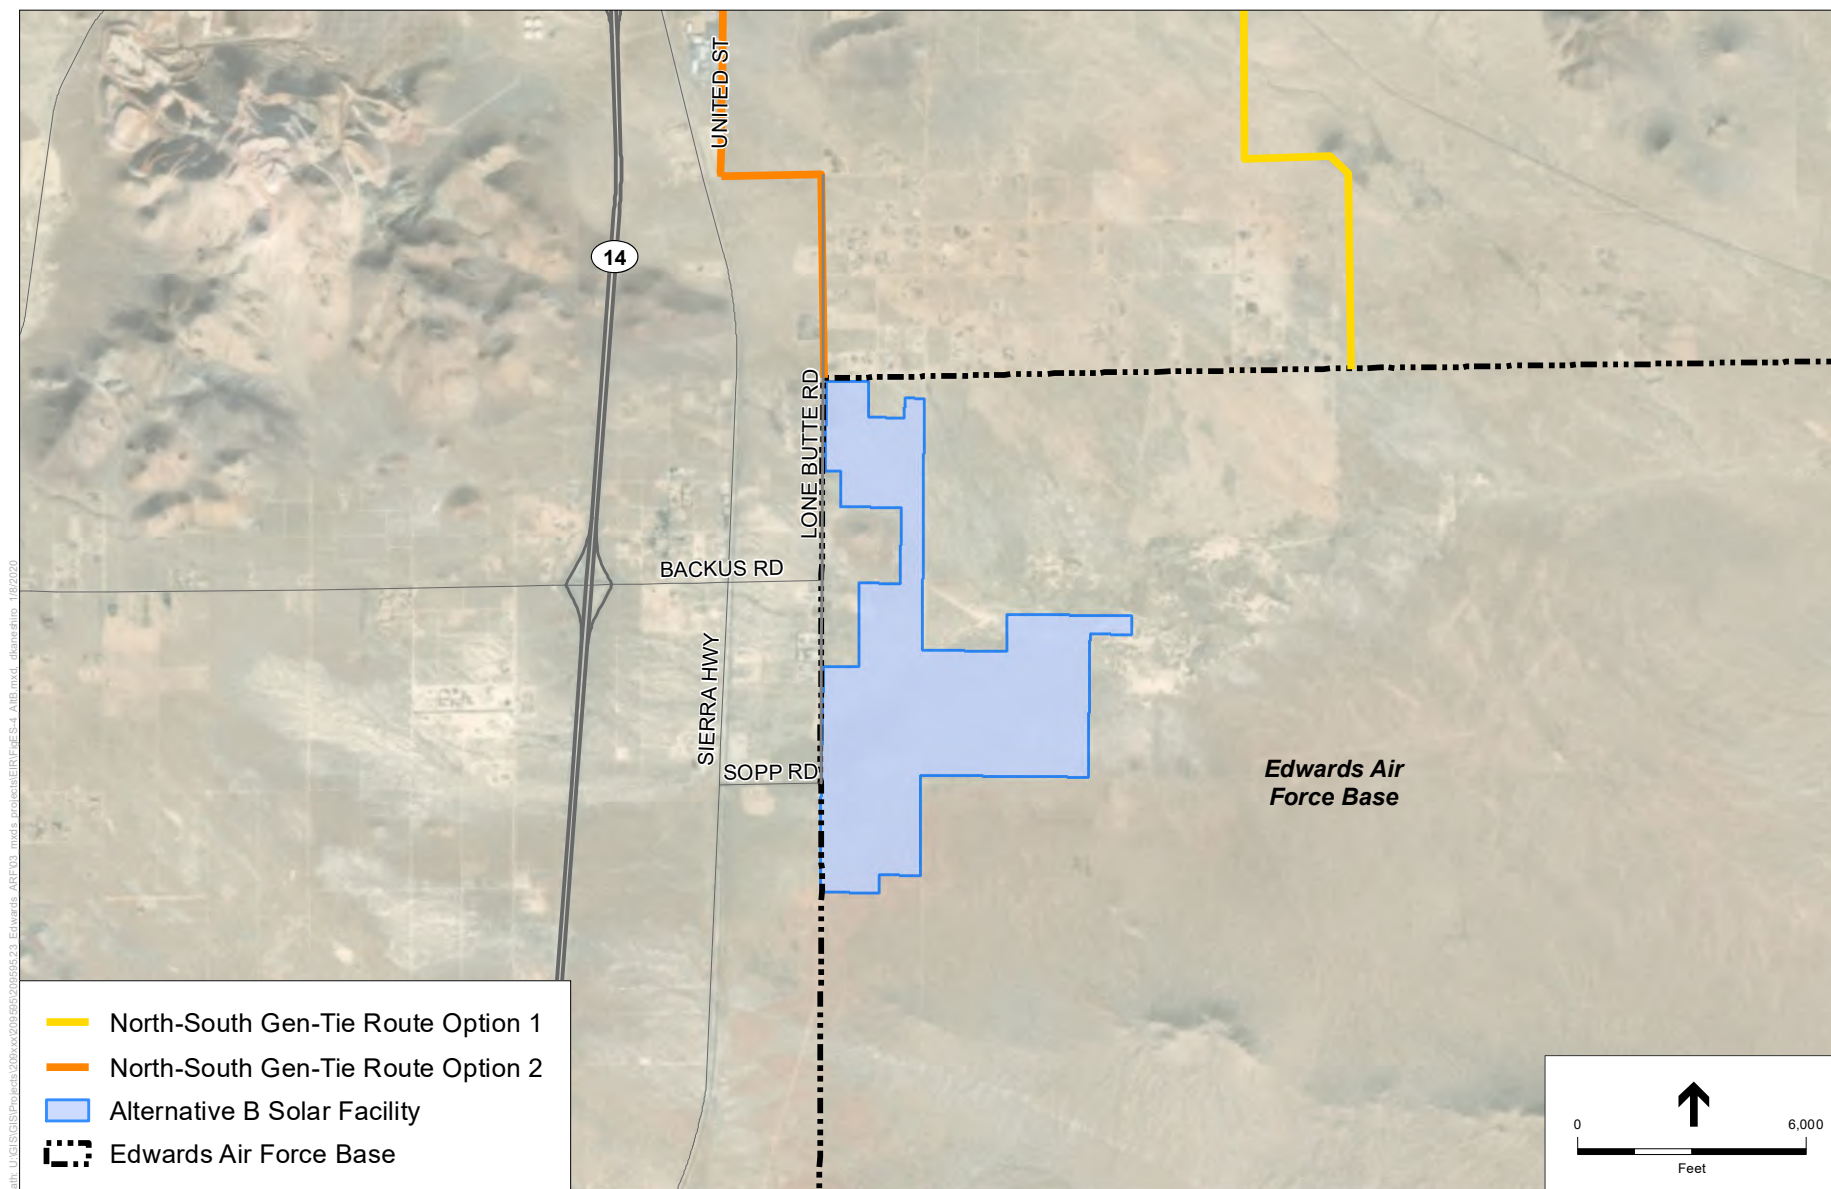 UNITED ST
14
LONE BUTTE RD
BACKUS RD
SIERRA HWY
SOPP RD
Edwards Air
Force Base
North-South Gen-Tie Route Option 1
North-South Gen-Tie Route Option 2
Alternative B Solar Facility
Edwards Air Force Base
0 6,000
Feet